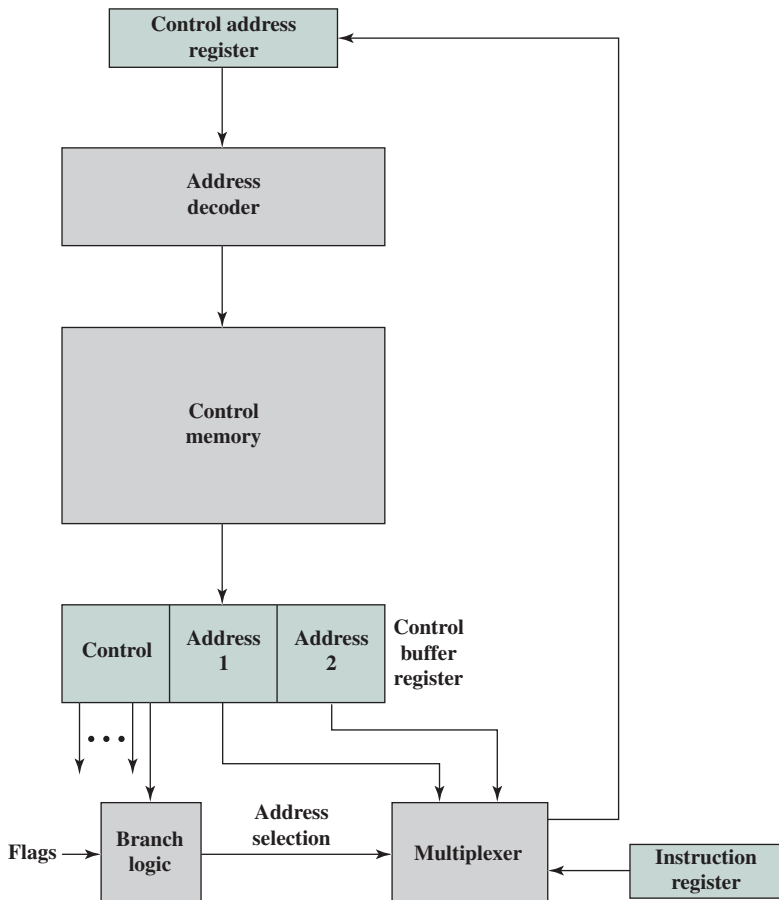 Control address
register
Address
decoder
Control
memory
Control
Address
1
Address
2
Control
buffer
register
Flags
Branch
logic
Address
selection
Multiplexer
Instruction
register